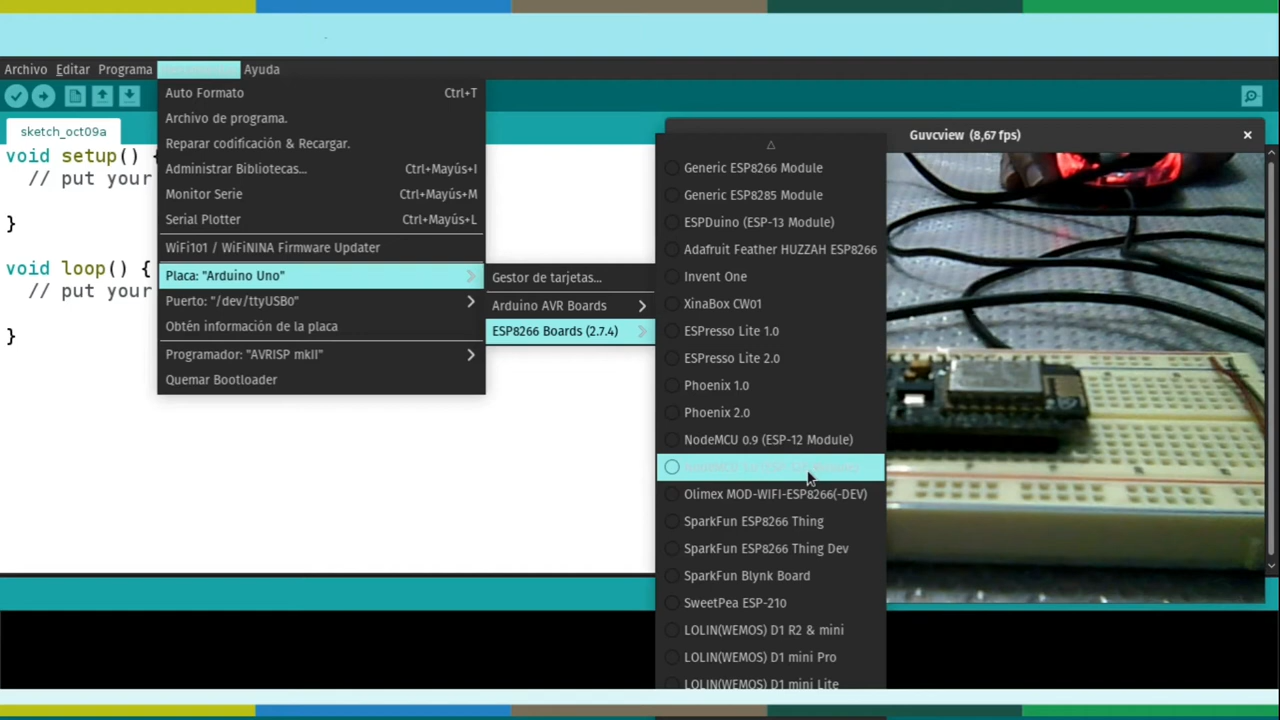 Archivo Editar Programa Ayuda
sketch_oct09a
void setup() {
// put your
}
void loop() {
// put your
}
Auto Formato Ctrl+T
Archivo de programa.
Reparar codificación & Recargar.
Administrar Bibliotecas... Ctrl+Mayús+I
Monitor Serie Ctrl+Mayús+M
Serial Plotter Ctrl+Mayús+L
WiFi101 / WiFiNINA Firmware Updater
Placa: "Arduino Uno"
Puerto: "/dev/ttyUSB0"
Obtén información de la placa
Programador: "AVRISP mkII"
Quemar Bootloader
Gestor de tarjetas...
Arduino AVR Boards
ESP8266 Boards (2.7.4)
Generic ESP8266 Module
Generic ESP8285 Module
ESPDuino (ESP-13 Module)
Adafruit Feather HUZZAH ESP8266
Invent One
XinaBox CW01
ESPresso Lite 1.0
ESPresso Lite 2.0
Phoenix 1.0
Phoenix 2.0
NodeMCU 0.9 (ESP-12 Module)
Olimex MOD-WIFI-ESP8266(-DEV)
SparkFun ESP8266 Thing
SparkFun ESP8266 Thing Dev
SparkFun Blynk Board
SweetPea ESP-210
LOLIN(WEMOS) D1 R2 & mini
LOLIN(WEMOS) D1 mini Pro
LOLIN(WEMOS) D1 mini Lite
Guvcview (8,67 fps)